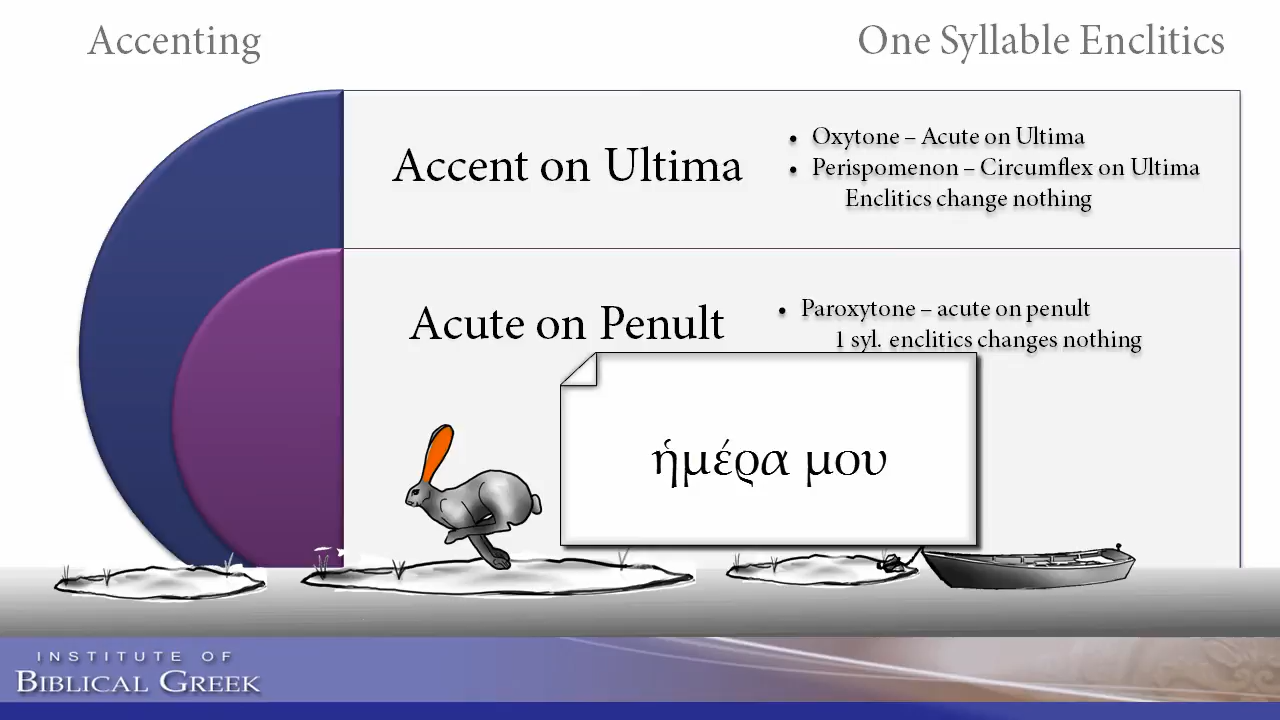 Accenting
One Syllable Enclitics
Accent on Ultima
• Oxytone – Acute on Ultima
• Perispomenon – Circumflex on Ultima
Enclitics change nothing
Acute on Penult
• Paroxytone – acute on penult
1 syl. enclitics changes nothing
ἡμέρα μου
INSTITUTE OF
BIBLICAL GREEK